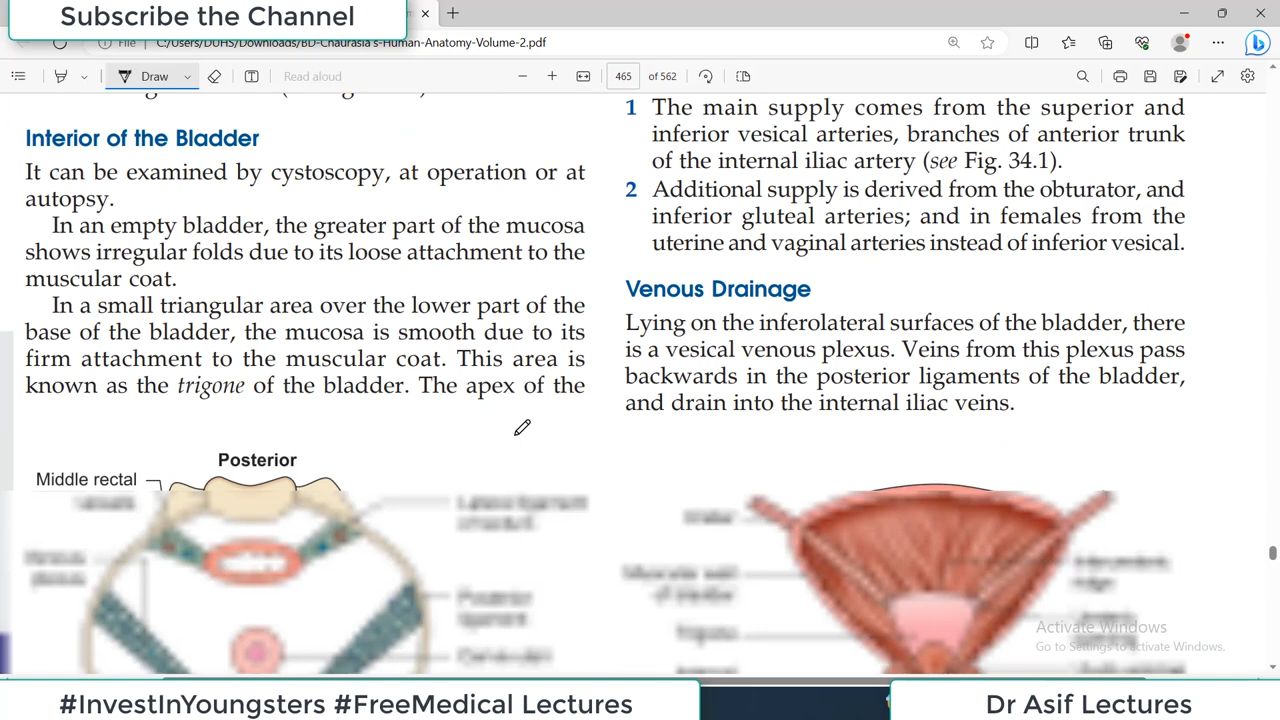 Subscribe the Channel
File
C:/Users/DUHS/Downloads/BD-Chaurasia's-Human-Anatomy-Volume-2.pdf
Draw
Read aloud
465
of 562
Interior of the Bladder
It can be examined by cystoscopy, at operation or at
autopsy.
In an empty bladder, the greater part of the mucosa
shows irregular folds due to its loose attachment to the
muscular coat.
In a small triangular area over the lower part of the
base of the bladder, the mucosa is smooth due to its
firm attachment to the muscular coat. This area is
known as the trigone of the bladder. The apex of the
Posterior
Middle rectal
1 The main supply comes from the superior and
inferior vesical arteries, branches of anterior trunk
of the internal iliac artery (see Fig. 34.1).
2 Additional supply is derived from the obturator, and
inferior gluteal arteries; and in females from the
uterine and vaginal arteries instead of inferior vesical.
Venous Drainage
Lying on the inferolateral surfaces of the bladder, there
is a vesical venous plexus. Veins from this plexus pass
backwards in the posterior ligaments of the bladder,
and drain into the internal iliac veins.
Trigone
Activate Windows
Go to Settings to activate Windows.
#InvestInYoungsters #FreeMedical Lectures
Dr Asif Lectures